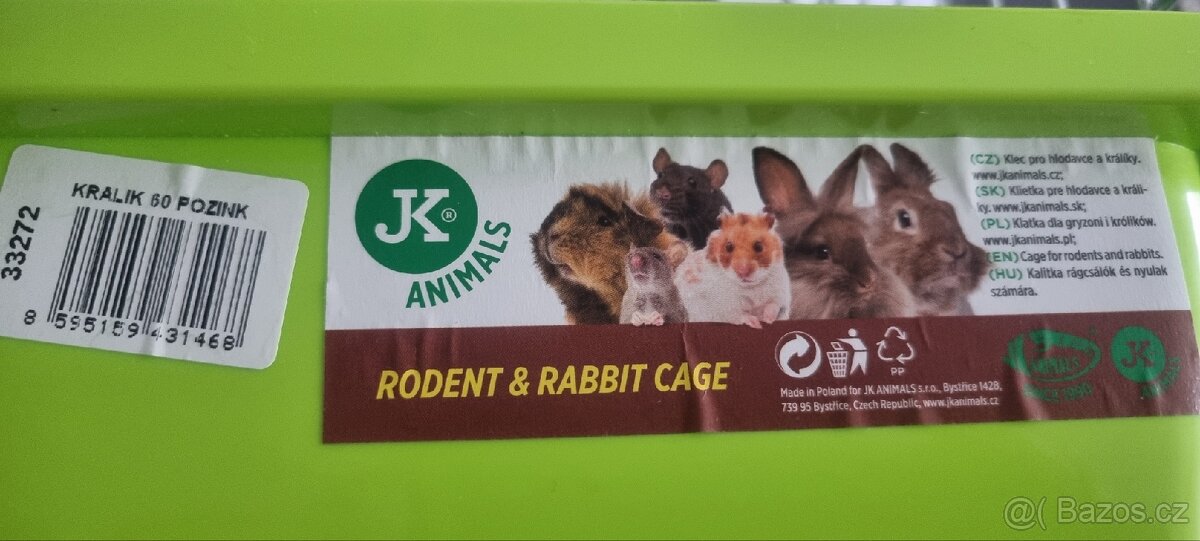 KRALIK 60 POZINK
33272
8 595159 431468
JK®
ANIMALS
(CZ) Klec pro hlodavce a králíky.
www.jkanimals.cz;
(SK) Klietka pre hlodavce a králi-
ky. www.jkanimals.sk;
(PL) Klatka dla gryzoni i królików.
www.jkanimals.pl;
(EN) Cage for rodents and rabbits.
(HU) Kalitka rágcsálók és nyulak
számára.
RODENT & RABBIT CAGE
PP
Made in Poland for JK ANIMALS s.r.o., Bystřice 1428,
739 95 Bystřice, Czech Republic, www.jkanimals.cz
ANIMALS
JK
@( Bazos.cz